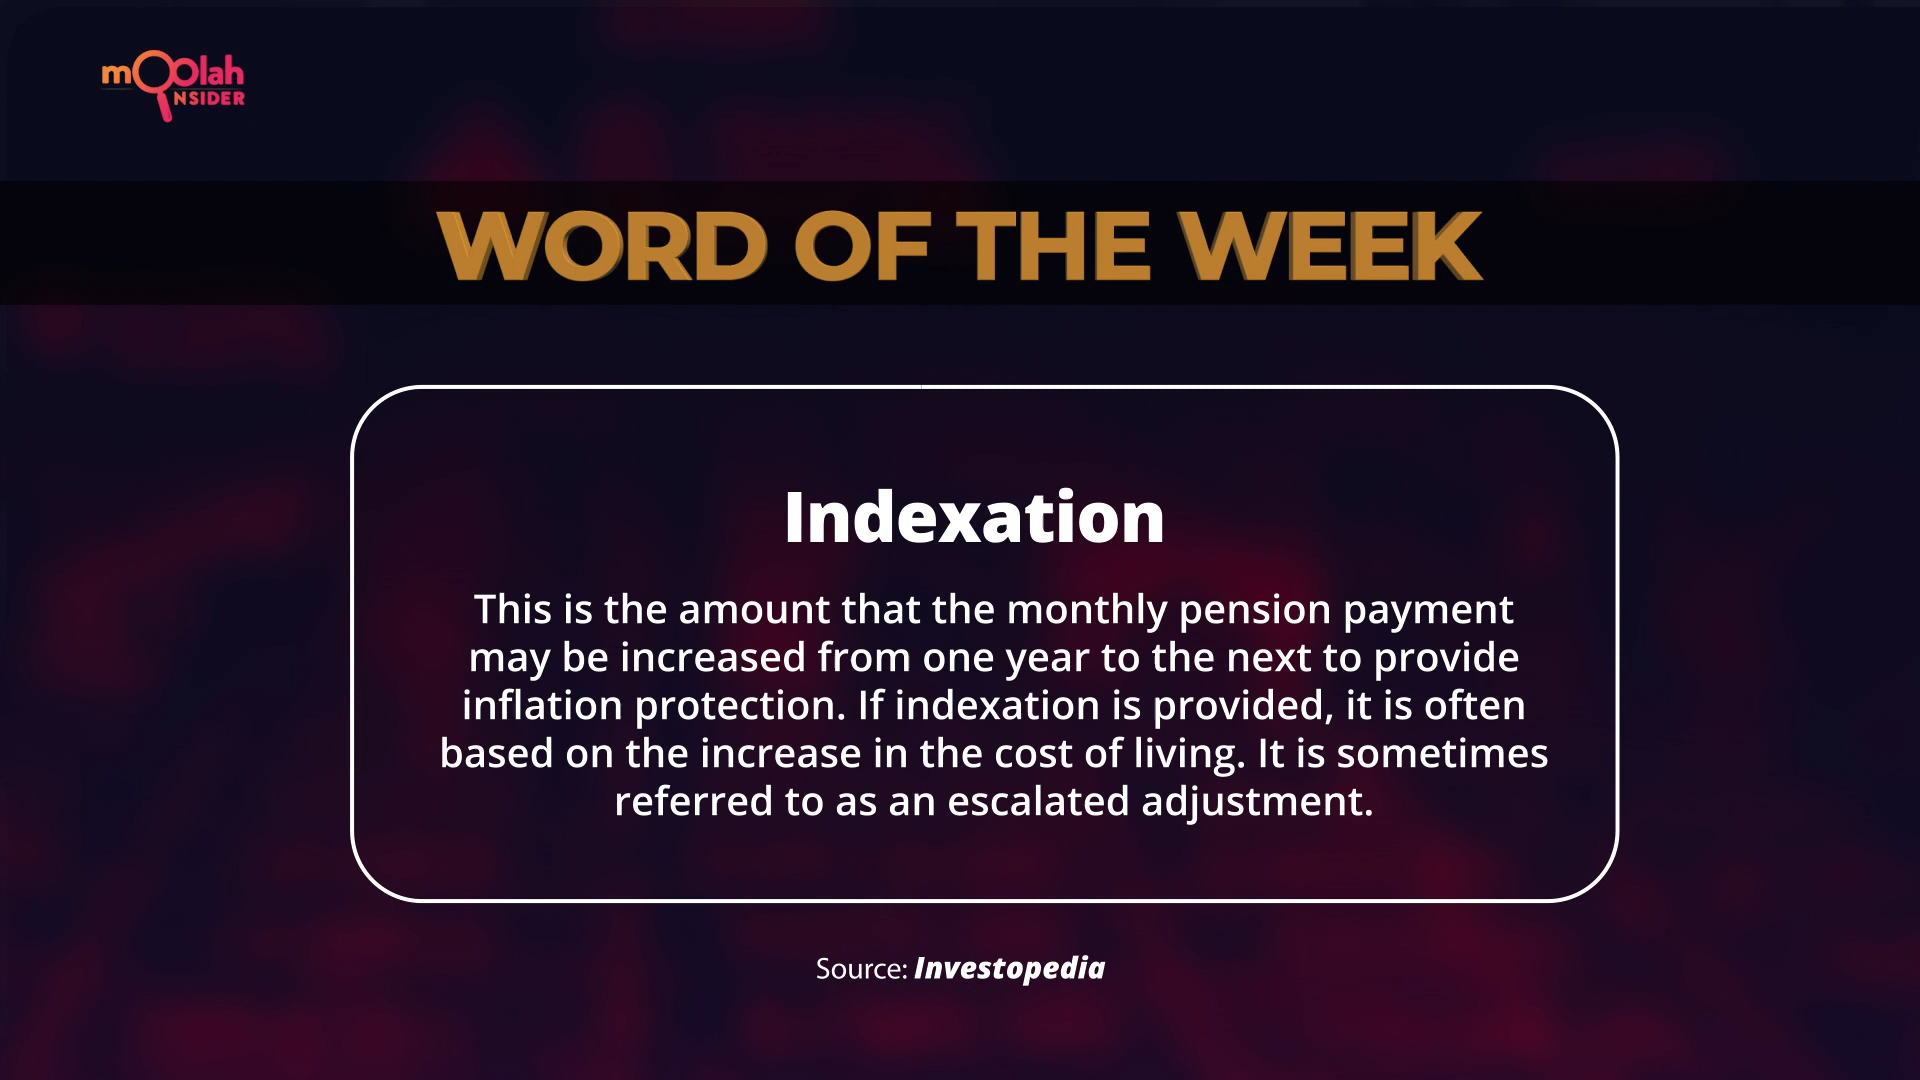 moolah
INSIDER
WORD OF THE WEEK
Indexation
This is the amount that the monthly pension payment
may be increased from one year to the next to provide
inflation protection. If indexation is provided, it is often
based on the increase in the cost of living. It is sometimes
referred to as an escalated adjustment.
Source: Investopedia